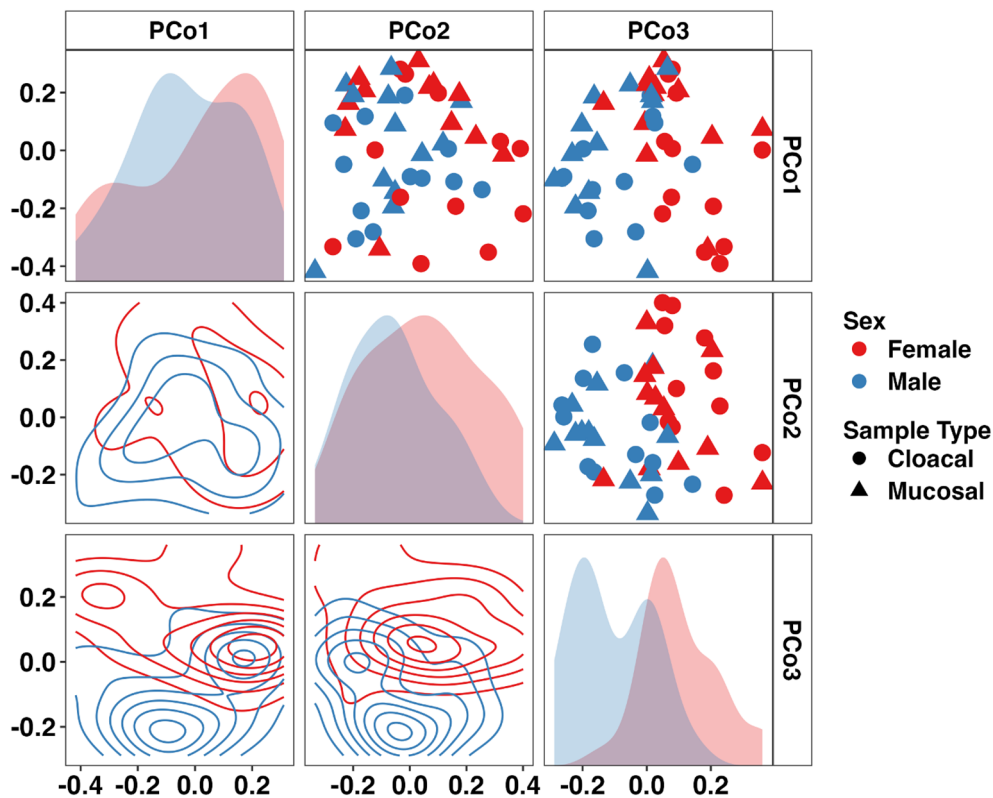 PCo1 PCo2 PCo3
0.2
0.0
-0.2
-0.4
PCo1
0.4
0.2
0.0
-0.2
PCo2
0.2
0.0
-0.2
PCo3
-0.4 -0.2 0.0 0.2 -0.2 0.0 0.2 0.4 -0.2 0.0 0.2
Sex
Female
Male
Sample Type
Cloacal
Mucosal